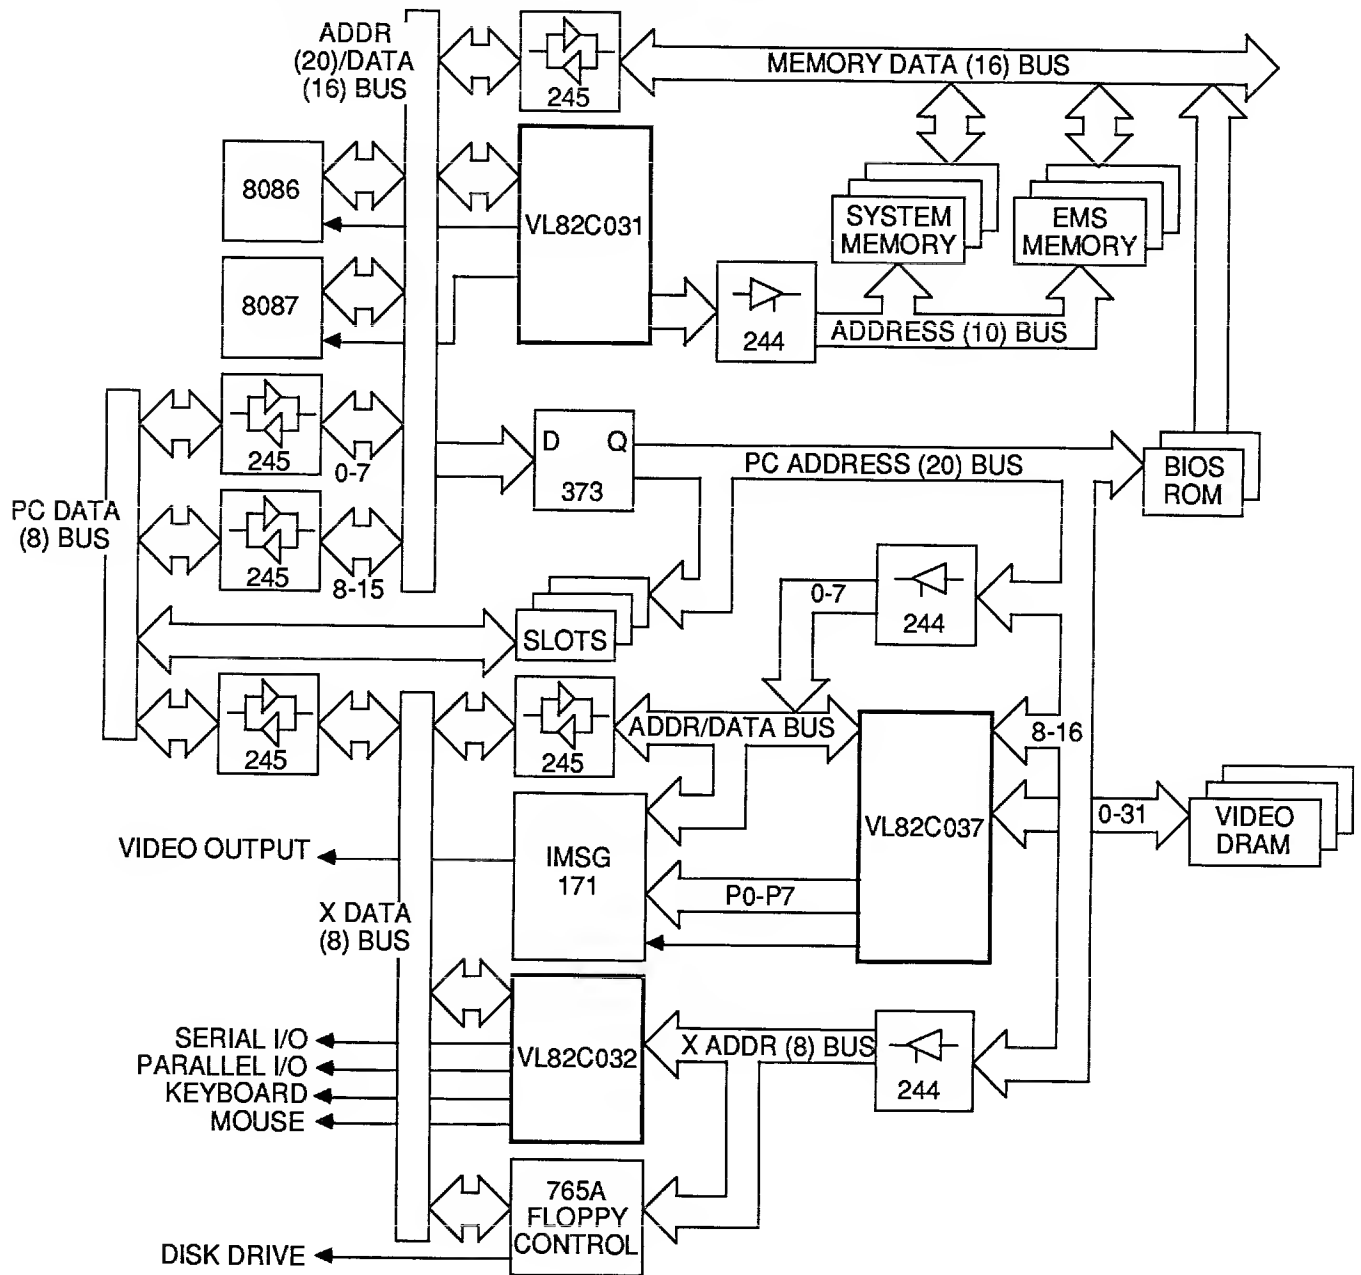 ADDR
(20)/DATA
(16) BUS
245
MEMORY DATA (16) BUS
8086
VL82C031
SYSTEM
MEMORY
EMS
MEMORY
8087
244
ADDRESS (10) BUS
245
0-7
D Q
373
PC ADDRESS (20) BUS
BIOS
ROM
PC DATA
(8) BUS
245
8-15
0-7
244
SLOTS
245
245
ADDR/DATA BUS
8-16
VL82C037
0-31
VIDEO
DRAM
VIDEO OUTPUT
IMSG
171
P0-P7
X DATA
(8) BUS
SERIAL I/O
PARALLEL I/O
KEYBOARD
MOUSE
VL82C032
X ADDR (8) BUS
244
765A
FLOPPY
CONTROL
DISK DRIVE